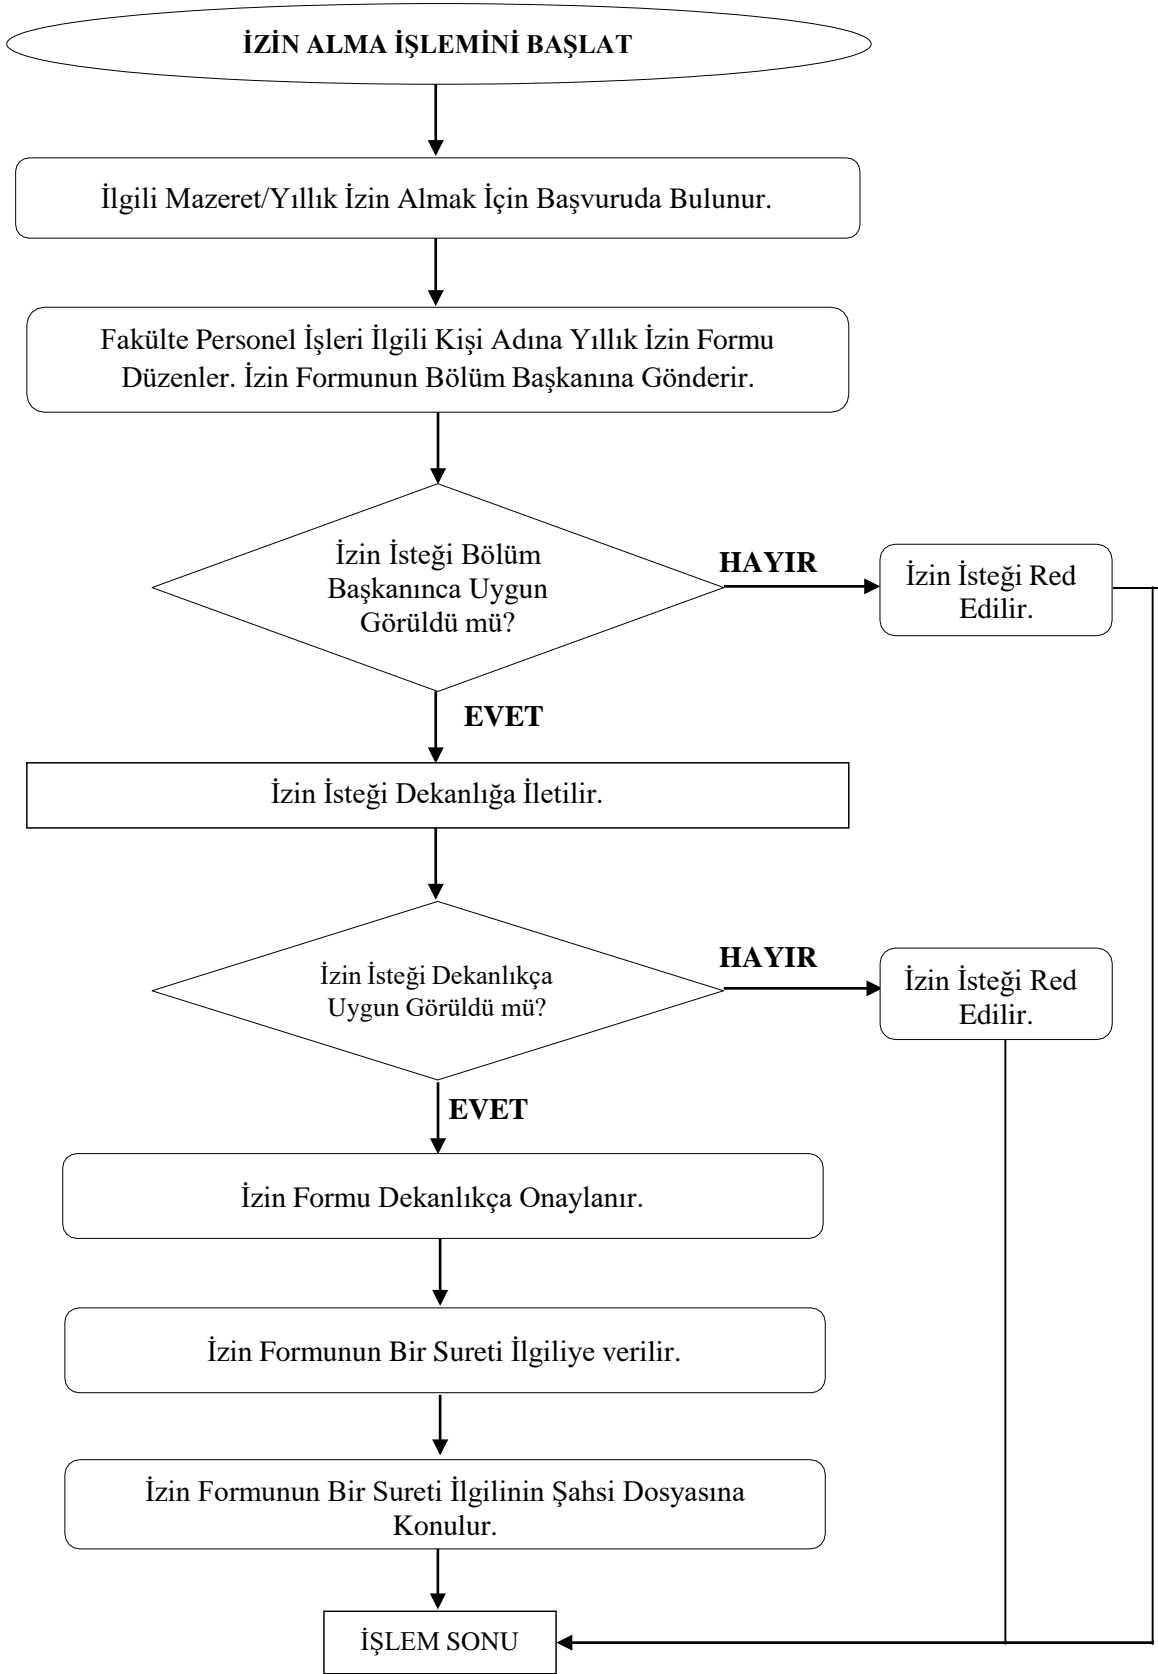 İZİN ALMA İŞLEMİNİ BAŞLAT
İlgili Mazeret/Yıllık İzin Almak İçin Başvuruda Bulunur.
Fakülte Personel İşleri İlgili Kişi Adına Yıllık İzin Formu
Düzenler. İzin Formunun Bölüm Başkanına Gönderir.
İzin İsteği Bölüm
Başkanınca Uygun
Görüldü mü?
HAYIR
İzin İsteği Red
Edilir.
EVET
İzin İsteği Dekanlığa İletilir.
İzin İsteği Dekanlıkça
Uygun Görüldü mü?
HAYIR
İzin İsteği Red
Edilir.
EVET
İzin Formu Dekanlıkça Onaylanır.
İzin Formunun Bir Sureti İlgiliye verilir.
İzin Formunun Bir Sureti İlgilinin Şahsi Dosyasına
Konulur.
İŞLEM SONU